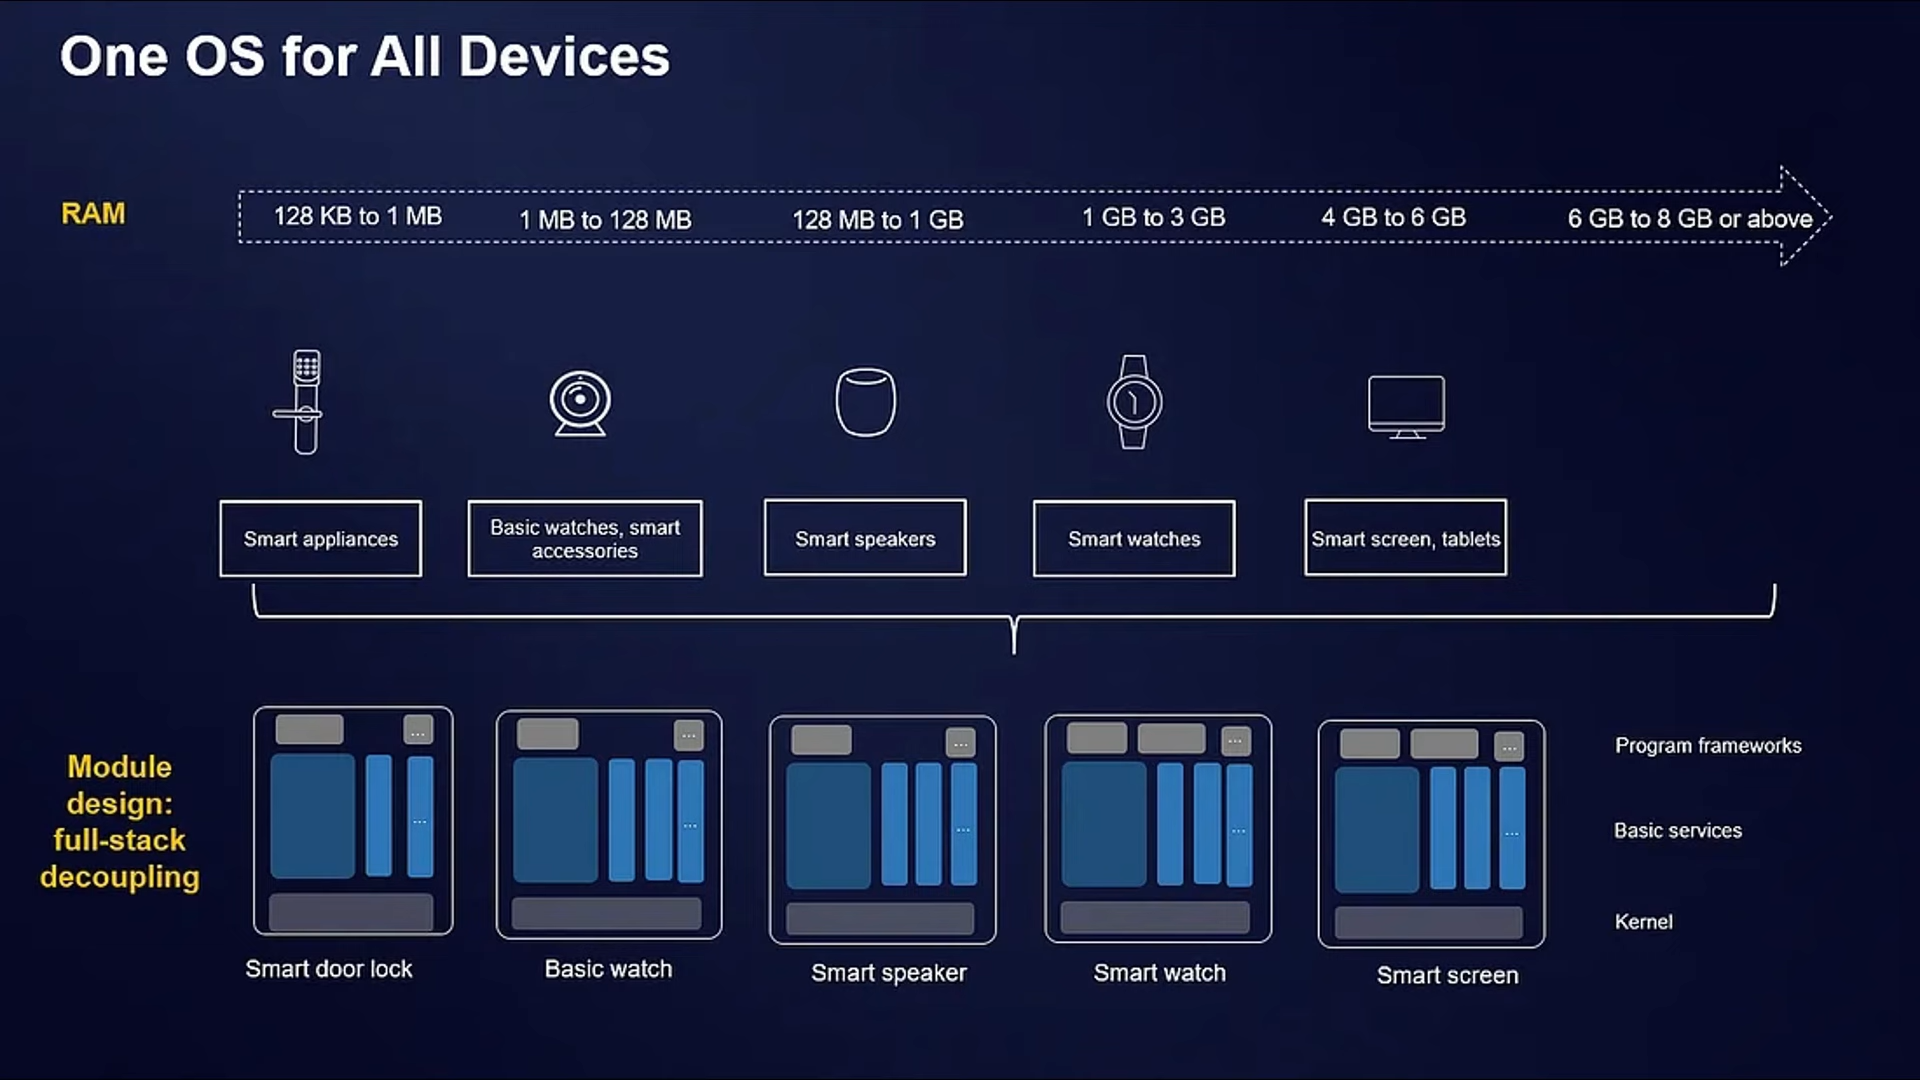 One OS for All Devices
RAM
128 KB to 1 MB
1 MB to 128 MB
128 MB to 1 GB
1 GB to 3 GB
4 GB to 6 GB
6 GB to 8 GB or above
Smart appliances
Basic watches, smart
accessories
Smart speakers
Smart watches
Smart screen, tablets
Module
design:
full-stack
decoupling
...
...
...
...
...
...
...
...
...
...
Program frameworks
Basic services
Kernel
Smart door lock
Basic watch
Smart speaker
Smart watch
Smart screen